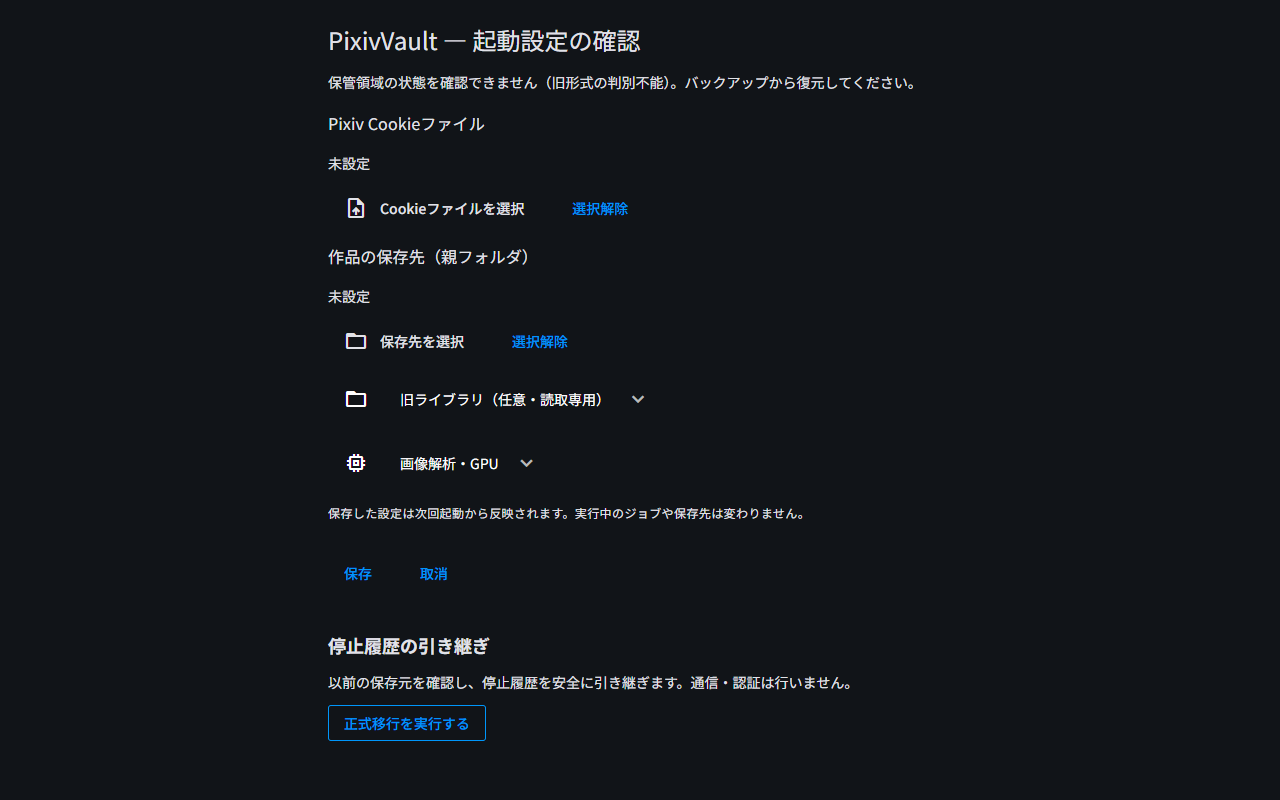 PixivVault — 起動設定の確認
保管領域の状態を確認できません（旧形式の判別不能）。バックアップから復元してください。
Pixiv Cookieファイル
未設定
Cookieファイルを選択 選択解除
作品の保存先（親フォルダ）
未設定
保存先を選択 選択解除
旧ライブラリ（任意・読取専用）
画像解析・GPU
保存した設定は次回起動から反映されます。実行中のジョブや保存先は変わりません。
保存 取消
停止履歴の引き継ぎ
以前の保存元を確認し、停止履歴を安全に引き継ぎます。通信・認証は行いません。
正式移行を実行する